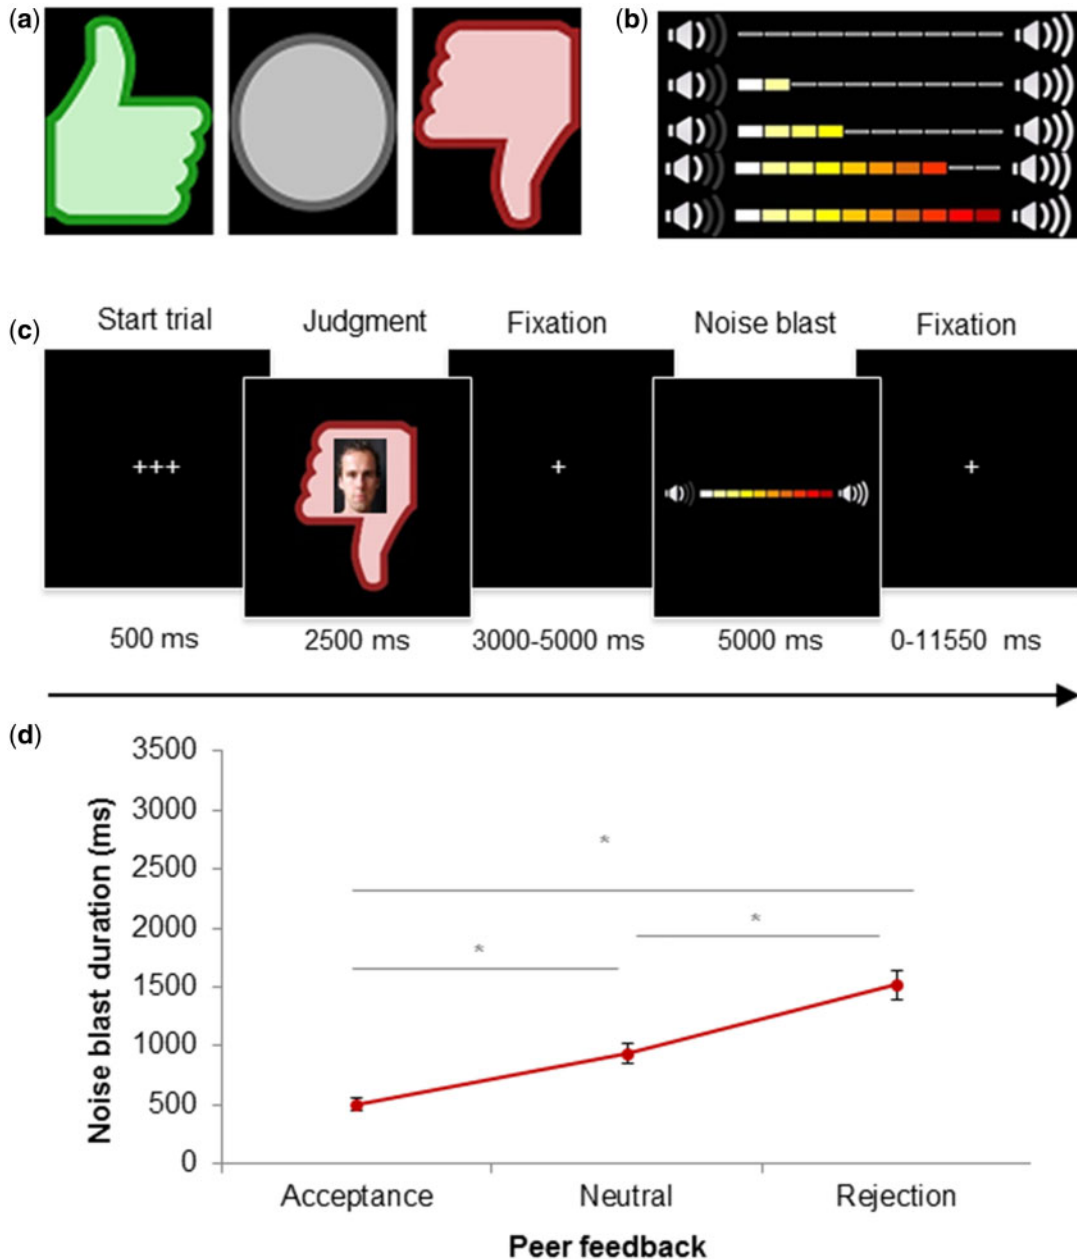 (a)
(b)
(c)
Start trial
Judgment
Fixation
Noise blast
Fixation
+++
+
+
500 ms
2500 ms
3000-5000 ms
5000 ms
0-11550 ms
(d)
3500
3000
2500
2000
1500
1000
500
0
Noise blast duration (ms)
*
*
*
Acceptance
Neutral
Rejection
Peer feedback